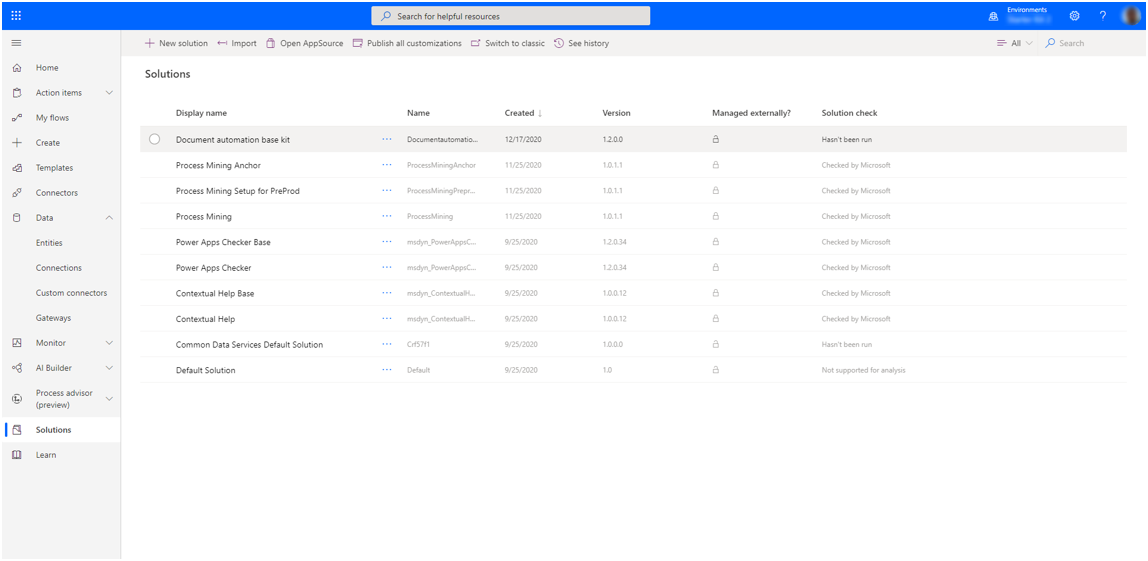 Search for helpful resources
Environments
?
New solution Import Open AppSource Publish all customizations Switch to classic See history All Search
Home
Action items
My flows
Create
Templates
Connectors
Data
Entities
Connections
Custom connectors
Gateways
Monitor
AI Builder
Process advisor
(preview)
Solutions
Learn
Solutions
Display name Name Created ↓ Version Managed externally? Solution check
Document automation base kit ··· Documentautomatio... 12/17/2020 1.2.0.0 Hasn't been run
Process Mining Anchor ··· ProcessMiningAnchor 11/25/2020 1.0.1.1 Checked by Microsoft
Process Mining Setup for PreProd ··· ProcessMiningPrepr... 11/25/2020 1.0.1.1 Checked by Microsoft
Process Mining ··· ProcessMining 11/25/2020 1.0.1.1 Checked by Microsoft
Power Apps Checker Base ··· msdyn_PowerAppsC... 9/25/2020 1.2.0.34 Checked by Microsoft
Power Apps Checker ··· msdyn_PowerAppsC... 9/25/2020 1.2.0.34 Checked by Microsoft
Contextual Help Base ··· msdyn_ContextualH... 9/25/2020 1.0.0.12 Checked by Microsoft
Contextual Help ··· msdyn_ContextualH... 9/25/2020 1.0.0.12 Checked by Microsoft
Common Data Services Default Solution ··· Crf57f1 9/25/2020 1.0.0.0 Hasn't been run
Default Solution ··· Default 9/25/2020 1.0 Not supported for analysis